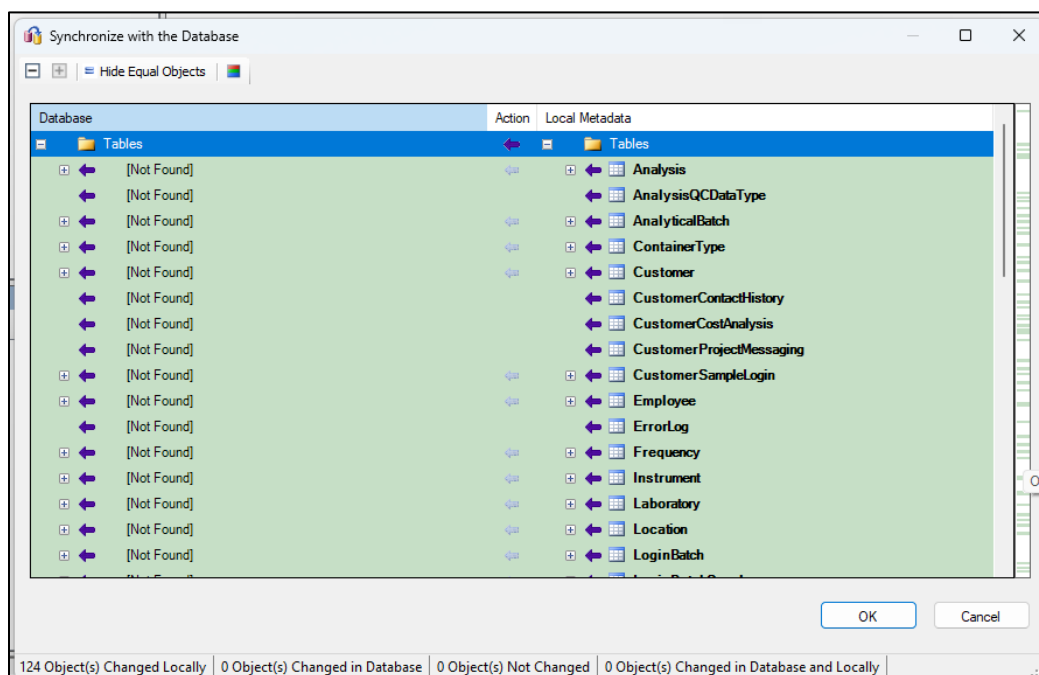 Synchronize with the Database
Hide Equal Objects
Database Action Local Metadata
Tables Tables
[Not Found] Analysis
[Not Found] AnalysisQCDataType
[Not Found] AnalyticalBatch
[Not Found] ContainerType
[Not Found] Customer
[Not Found] CustomerContactHistory
[Not Found] CustomerCostAnalysis
[Not Found] CustomerProjectMessaging
[Not Found] CustomerSampleLogin
[Not Found] Employee
[Not Found] ErrorLog
[Not Found] Frequency
[Not Found] Instrument
[Not Found] Laboratory
[Not Found] Location
[Not Found] LoginBatch
OK Cancel
124 Object(s) Changed Locally 0 Object(s) Changed in Database 0 Object(s) Not Changed 0 Object(s) Changed in Database and Locally